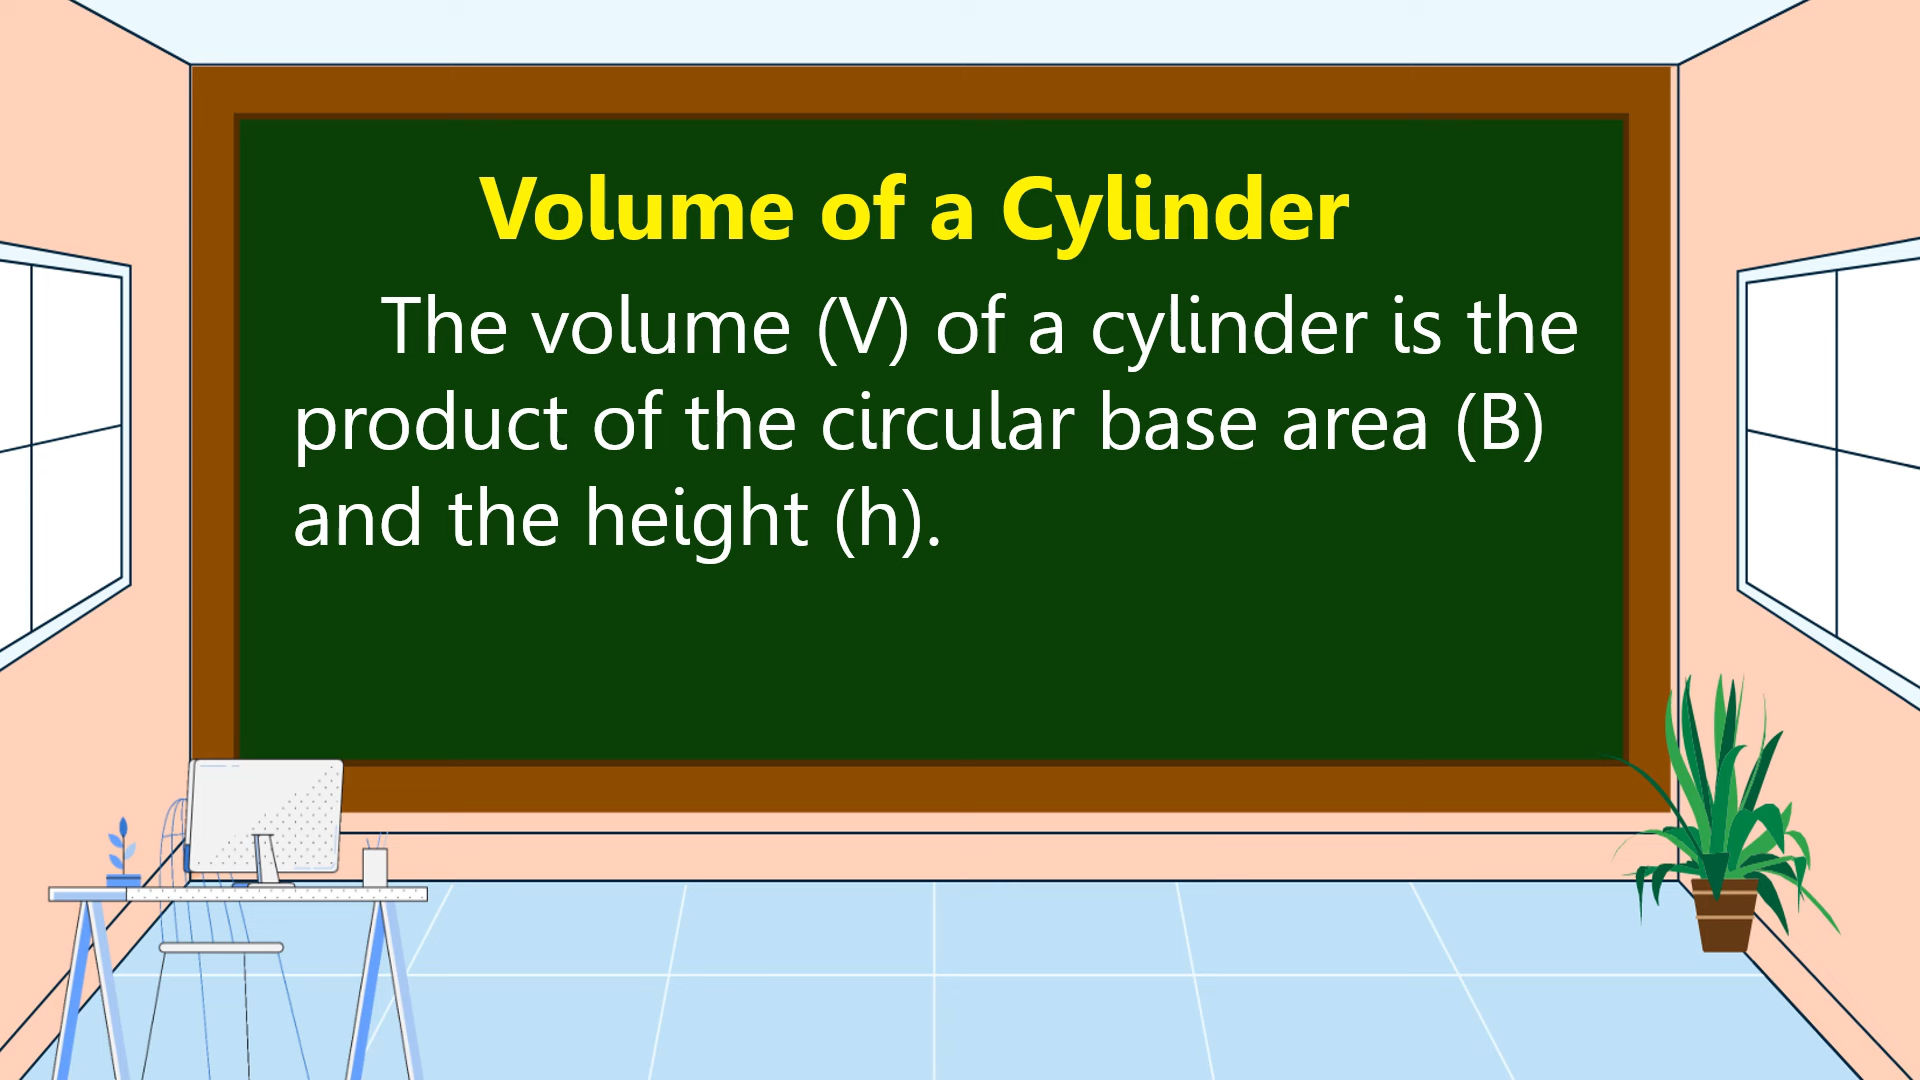 Volume of a Cylinder
The volume (V) of a cylinder is the
product of the circular base area (B)
and the height (h).